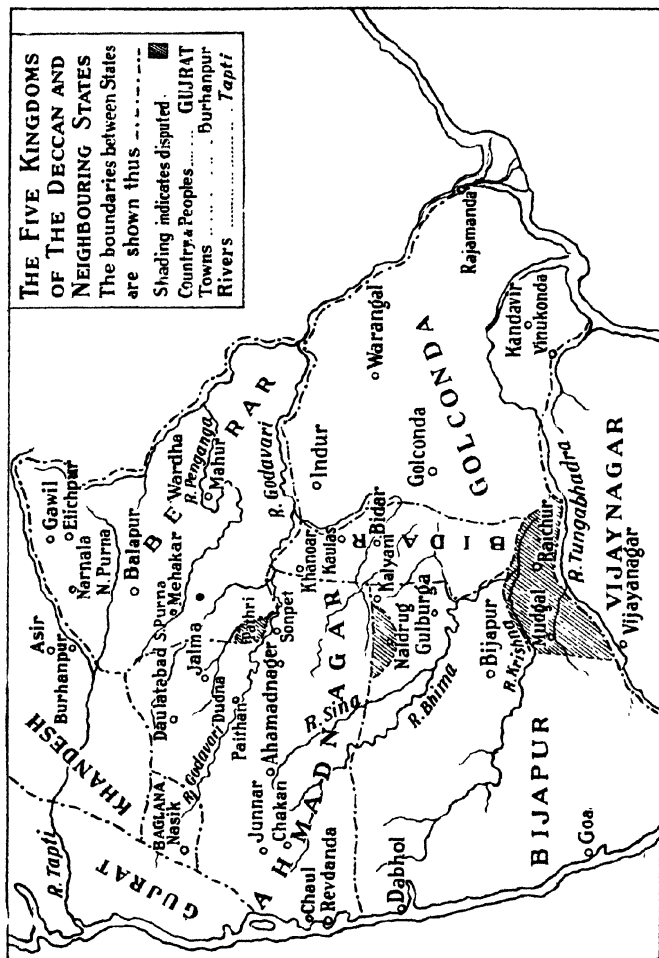 THE FIVE KINGDOMS
OF THE DECCAN AND
NEIGHBOURING STATES
The boundaries between States
are shown thus
Shading indicates disputed
Country & Peoples...... GUJRAT
Towns ............ Burhanpur
Rivers .................. Tapti
R. Tapti
KHANDESH
GUJRAT
Asir
Burhanpur
Gawil
Elichpur
Narnala
N. Purna
Balapur
BERAR
Wardha
R. Penganga
Mahur
Mehakar
S. Purna
Daulatabad
Jalma
BAGLANA
Nasik
R. Godavari
Dudna
Paithan
Pathri
Sonpet
R. Godavari
Ahamadnager
Junnar
Chakan
AHMADNAGAR
R. Sina
Chaul
Revdanda
Dabhol
R. Bhima
Khanoar
Kaulas
Bidar
BIDAR
Kalyani
Naldrug
Gulburga
Indur
Warangal
Golconda
GOLCONDA
Rajamanda
Kandavir
Vinukonda
Bijapur
R. Krishna
Mudgal
Raichur
R. Tungabhadra
VIJAYNAGAR
Vijayanagar
BIJAPUR
Goa